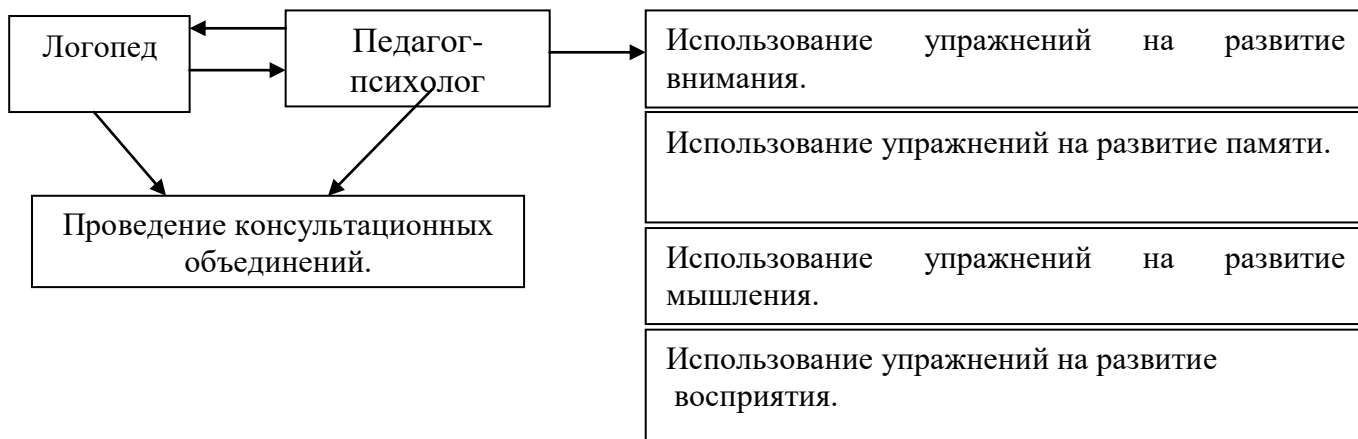 Логопед
Педагог-
психолог
Проведение консультационных
объединений.
Использование упражнений на развитие
внимания.
Использование упражнений на развитие памяти.
Использование упражнений на развитие
мышления.
Использование упражнений на развитие
восприятия.